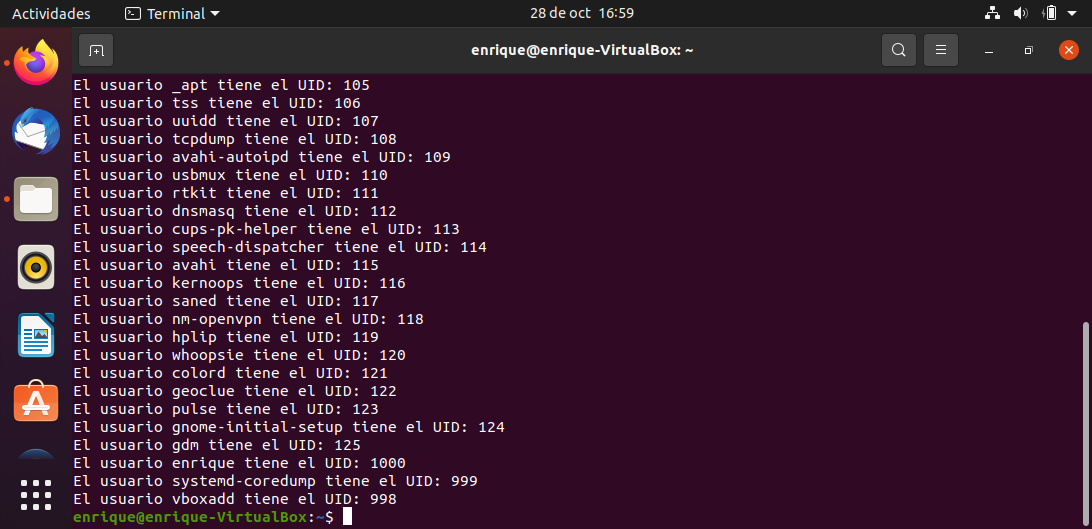 Actividades Terminal 28 de oct 16:59
enrique@enrique-VirtualBox: ~
El usuario _apt tiene el UID: 105
El usuario tss tiene el UID: 106
El usuario uuidd tiene el UID: 107
El usuario tcpdump tiene el UID: 108
El usuario avahi-autoipd tiene el UID: 109
El usuario usbmux tiene el UID: 110
El usuario rtkit tiene el UID: 111
El usuario dnsmasq tiene el UID: 112
El usuario cups-pk-helper tiene el UID: 113
El usuario speech-dispatcher tiene el UID: 114
El usuario avahi tiene el UID: 115
El usuario kernoops tiene el UID: 116
El usuario saned tiene el UID: 117
El usuario nm-openvpn tiene el UID: 118
El usuario hplip tiene el UID: 119
El usuario whoopsie tiene el UID: 120
El usuario colord tiene el UID: 121
El usuario geoclue tiene el UID: 122
El usuario pulse tiene el UID: 123
El usuario gnome-initial-setup tiene el UID: 124
El usuario gdm tiene el UID: 125
El usuario enrique tiene el UID: 1000
El usuario systemd-coredump tiene el UID: 999
El usuario vboxadd tiene el UID: 998
enrique@enrique-VirtualBox:~$